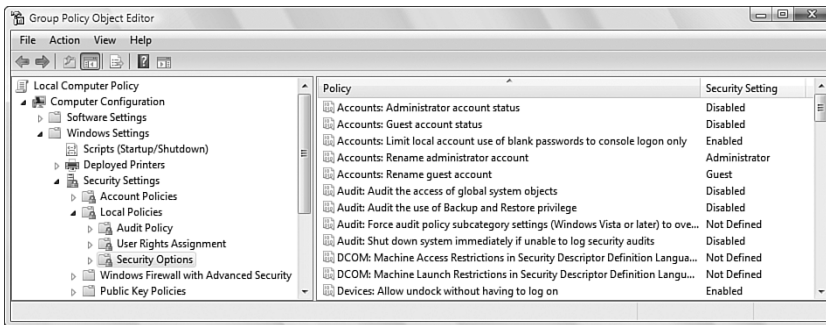 Group Policy Object Editor
File Action View Help
Local Computer Policy
Computer Configuration
Software Settings
Windows Settings
Scripts (Startup/Shutdown)
Deployed Printers
Security Settings
Account Policies
Local Policies
Audit Policy
User Rights Assignment
Security Options
Windows Firewall with Advanced Security
Public Key Policies
Policy Security Setting
Accounts: Administrator account status Disabled
Accounts: Guest account status Disabled
Accounts: Limit local account use of blank passwords to console logon only Enabled
Accounts: Rename administrator account Administrator
Accounts: Rename guest account Guest
Audit: Audit the access of global system objects Disabled
Audit: Audit the use of Backup and Restore privilege Disabled
Audit: Force audit policy subcategory settings (Windows Vista or later) to ove... Not Defined
Audit: Shut down system immediately if unable to log security audits Disabled
DCOM: Machine Access Restrictions in Security Descriptor Definition Langua... Not Defined
DCOM: Machine Launch Restrictions in Security Descriptor Definition Langu... Not Defined
Devices: Allow undock without having to log on Enabled